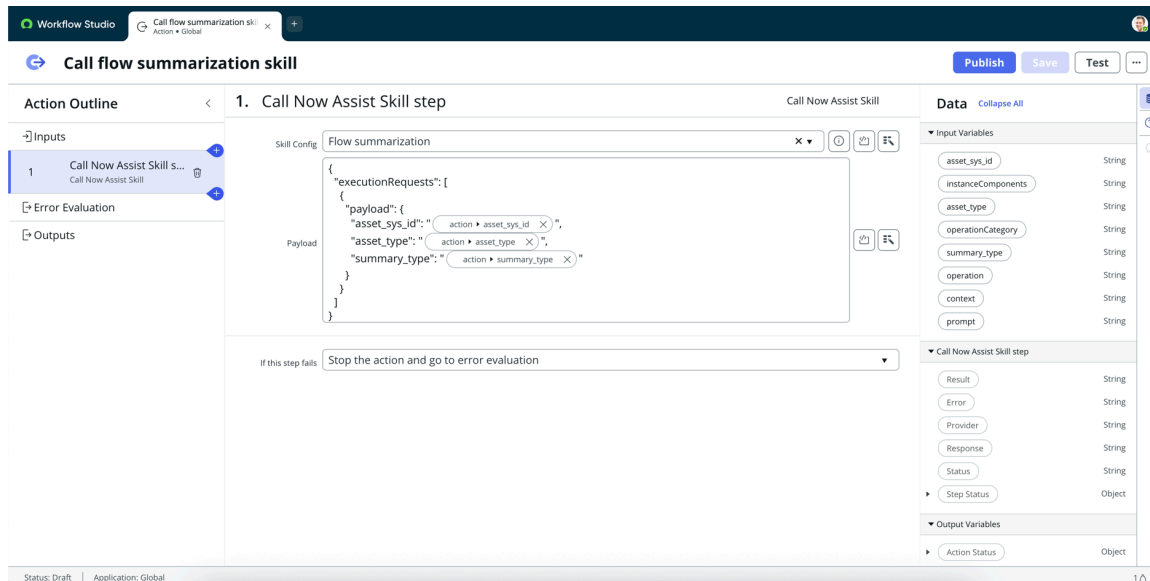 Workflow Studio
Call flow summarization ski
Action • Global
Call flow summarization skill
Publish
Save
Test
Action Outline
Inputs
1
Call Now Assist Skill s...
Call Now Assist Skill
Error Evaluation
Outputs
1. Call Now Assist Skill step
Call Now Assist Skill
Skill Config
Flow summarization
Payload
{
"executionRequests": [
{
"payload": {
"asset_sys_id": "action ▸ asset_sys_id",
"asset_type": "action ▸ asset_type",
"summary_type": "action ▸ summary_type"
}
}
]
}
If this step fails
Stop the action and go to error evaluation
Data Collapse All
Input Variables
asset_sys_id String
instanceComponents String
asset_type String
operationCategory String
summary_type String
operation String
context String
prompt String
Call Now Assist Skill step
Result String
Error String
Provider String
Response String
Status String
Step Status Object
Output Variables
Action Status Object
Status: Draft | Application: Global